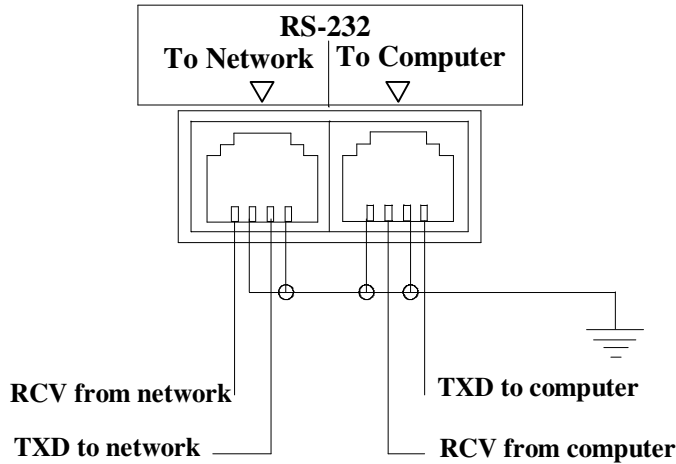 RS-232
To Network To Computer
RCV from network
TXD to computer
TXD to network
RCV from computer